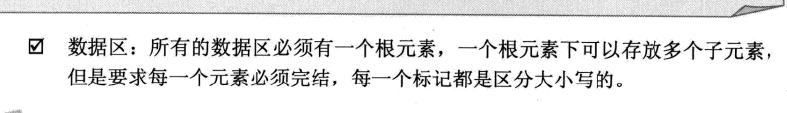 ☑ 数据区：所有的数据区必须有一个根元素，一个根元素下可以存放多个子元素，
但是要求每一个元素必须完结，每一个标记都是区分大小写的。